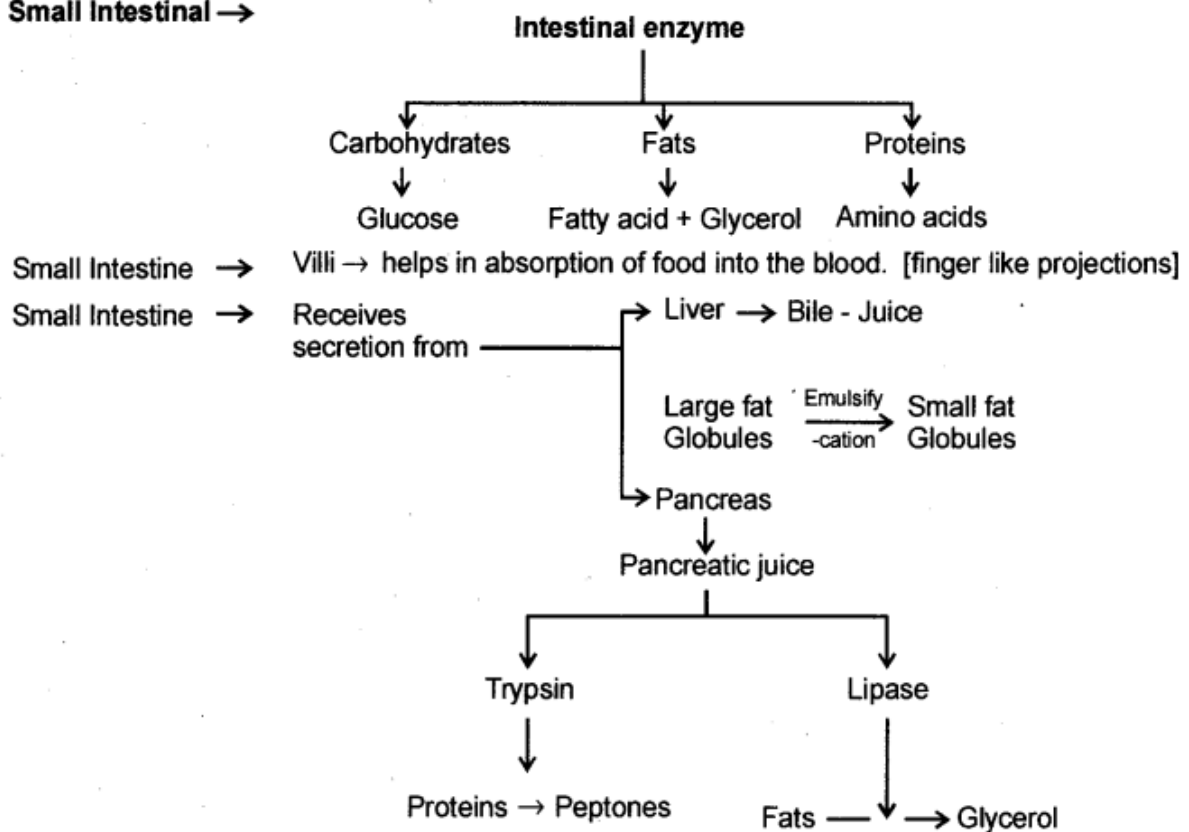 Small Intestinal →
Intestinal enzyme
Carbohydrates Fats Proteins
Glucose Fatty acid + Glycerol Amino acids
Small Intestine → Villi → helps in absorption of food into the blood. [finger like projections]
Small Intestine → Receives secretion from
Liver → Bile - Juice
Large fat Globules
Emulsify
-cation
Small fat Globules
Pancreas
Pancreatic juice
Trypsin Lipase
Proteins → Peptones
Fats → Glycerol